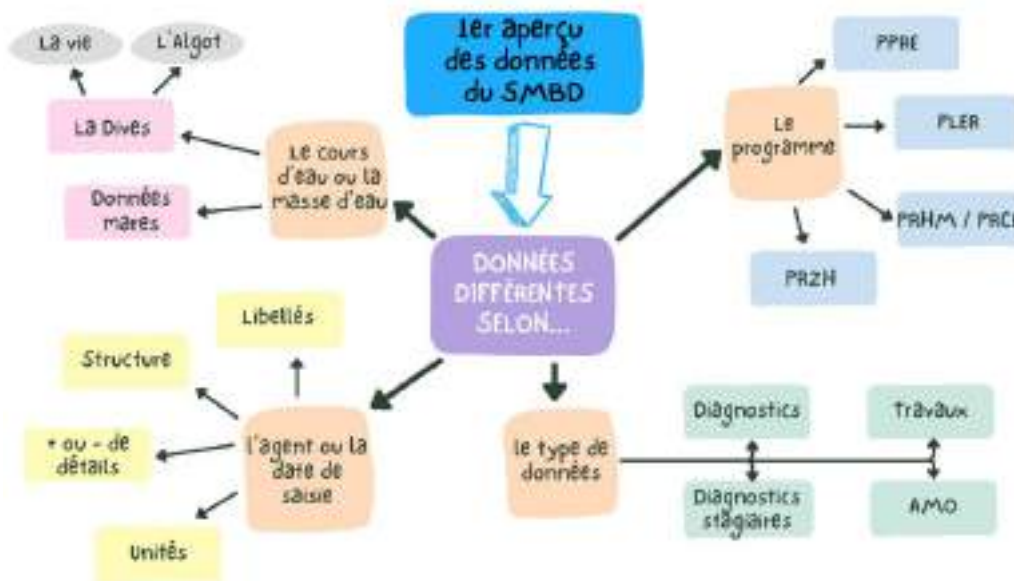 1er aperçu
des données
du SMBD
La vie
L'Algot
La Dives
Données
mares
Le cours
d'eau ou la
masse d'eau
Le
programme
PPRE
PLER
PRHM /
PRZH
DONNÉES
DIFFÉRENTES
SELON...
Libellés
Structure
+ ou - de
détails
Unités
l'agent ou la
date de
saisie
le type de
données
Diagnostics
Travaux
Diagnostics
stagiaires
AMO